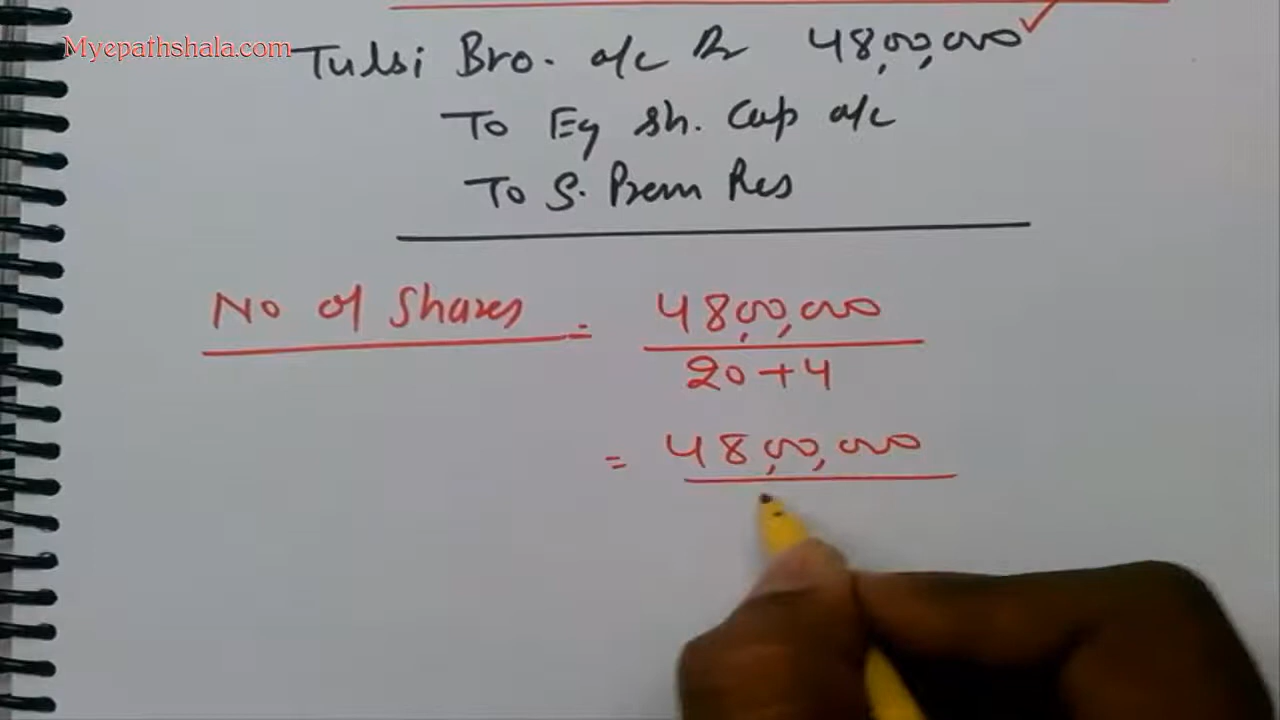 Myepathshala.com
Tulsi Bro. a/c Dr 48,00,000 ✓
To Eq sh. Cap a/c
To S. Prem Res
No of Shares = 48,00,000
20 + 4
= 48,00,000